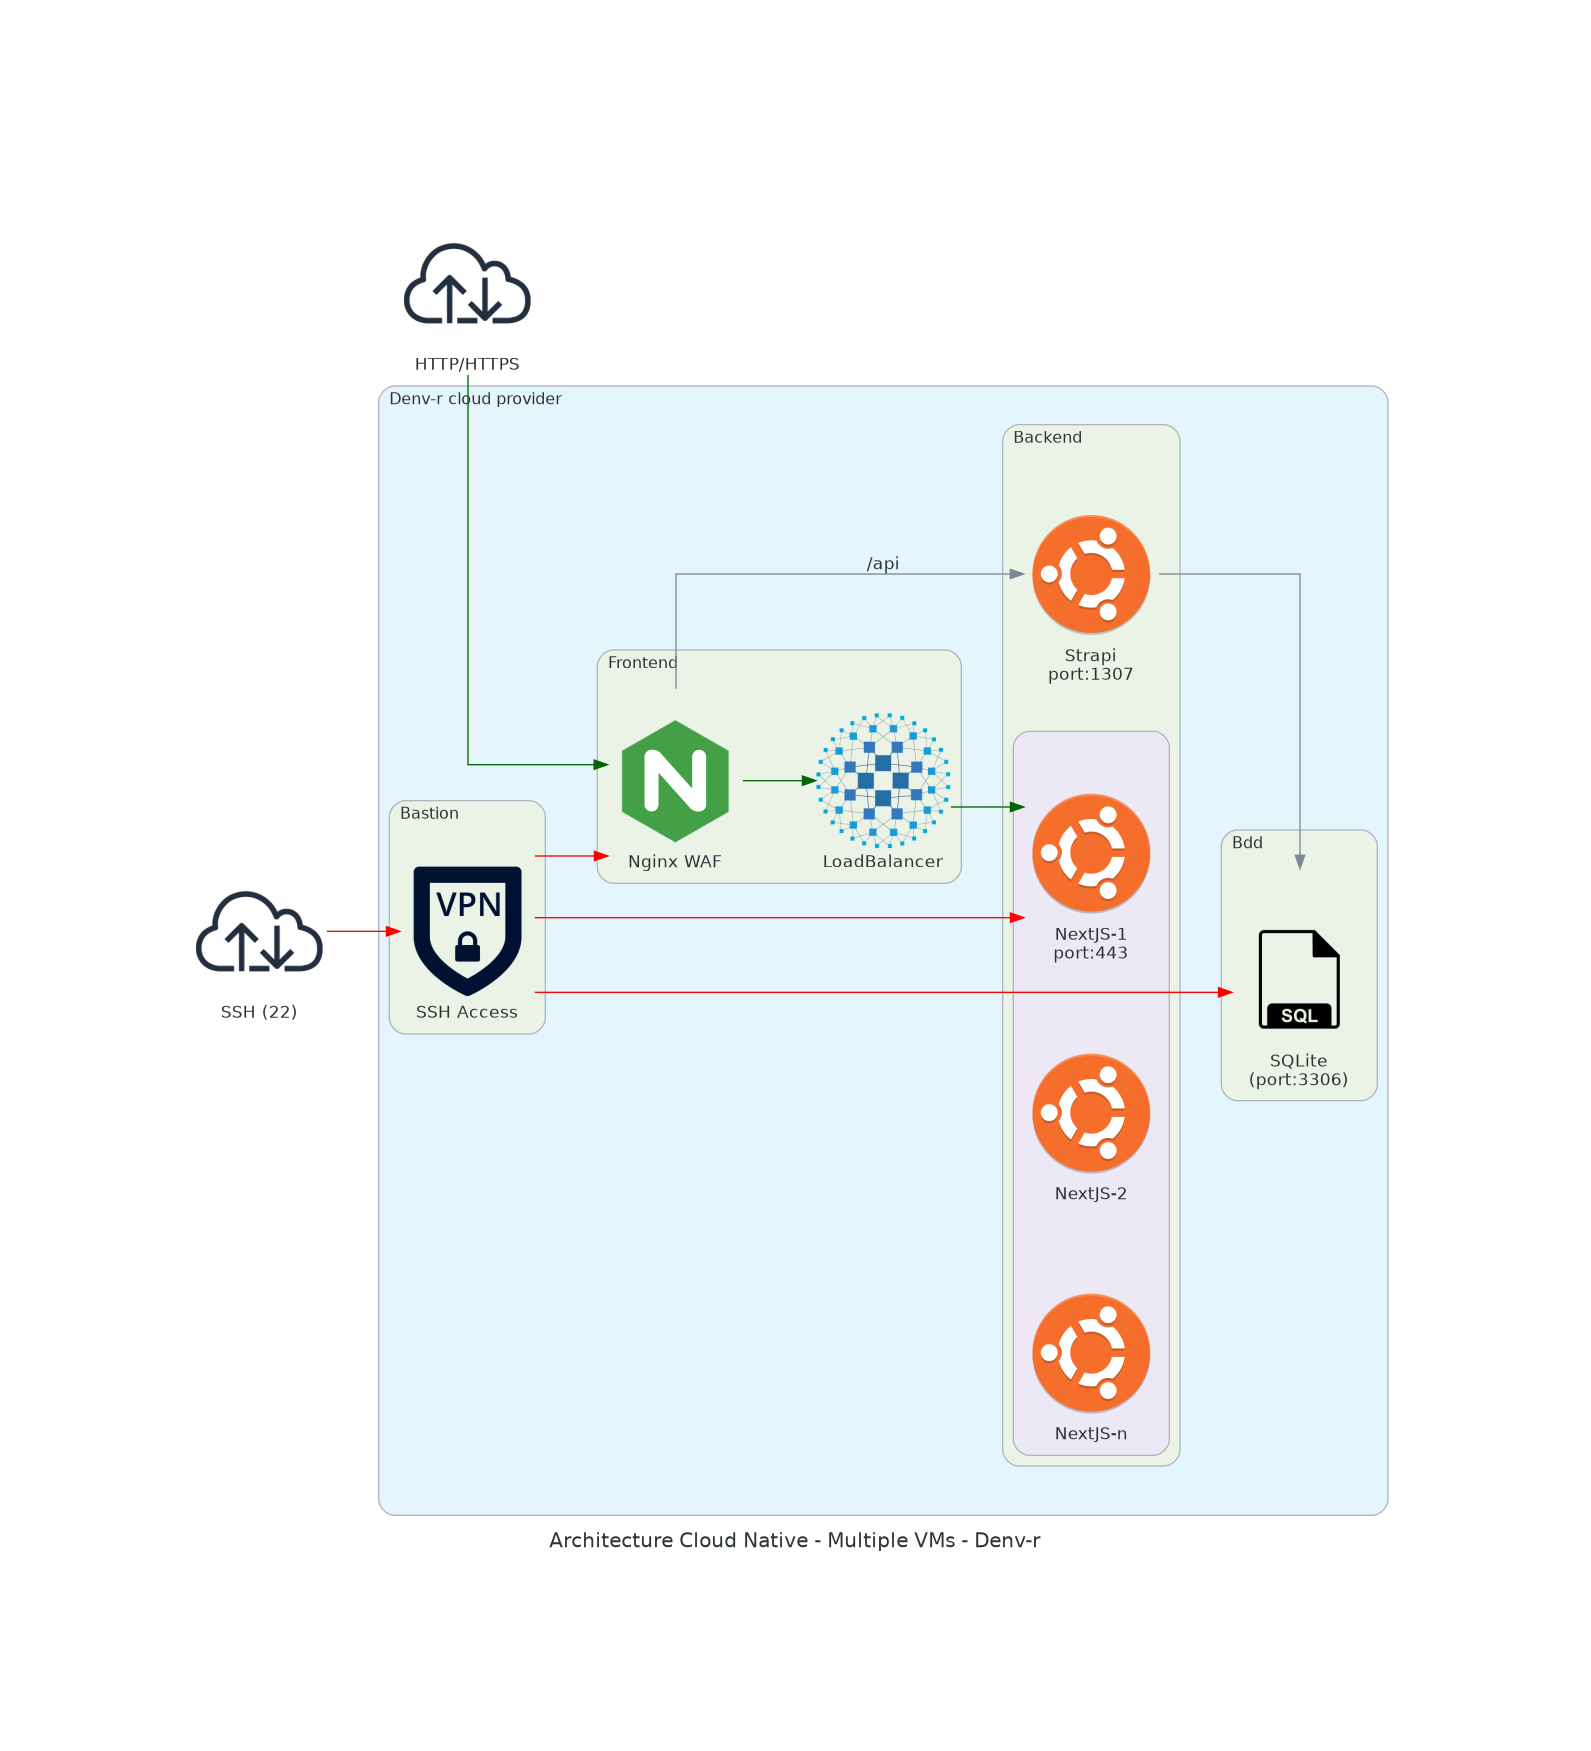 HTTP/HTTPS
Denv-r cloud provider
Backend
/api
Strapi
port:1307
Frontend
N
Nginx WAF
LoadBalancer
Bastion
VPN
SSH Access
SSH (22)
NextJS-1
port:443
Bdd
SQL
SQLite
(port:3306)
NextJS-2
NextJS-n
Architecture Cloud Native - Multiple VMs - Denv-r